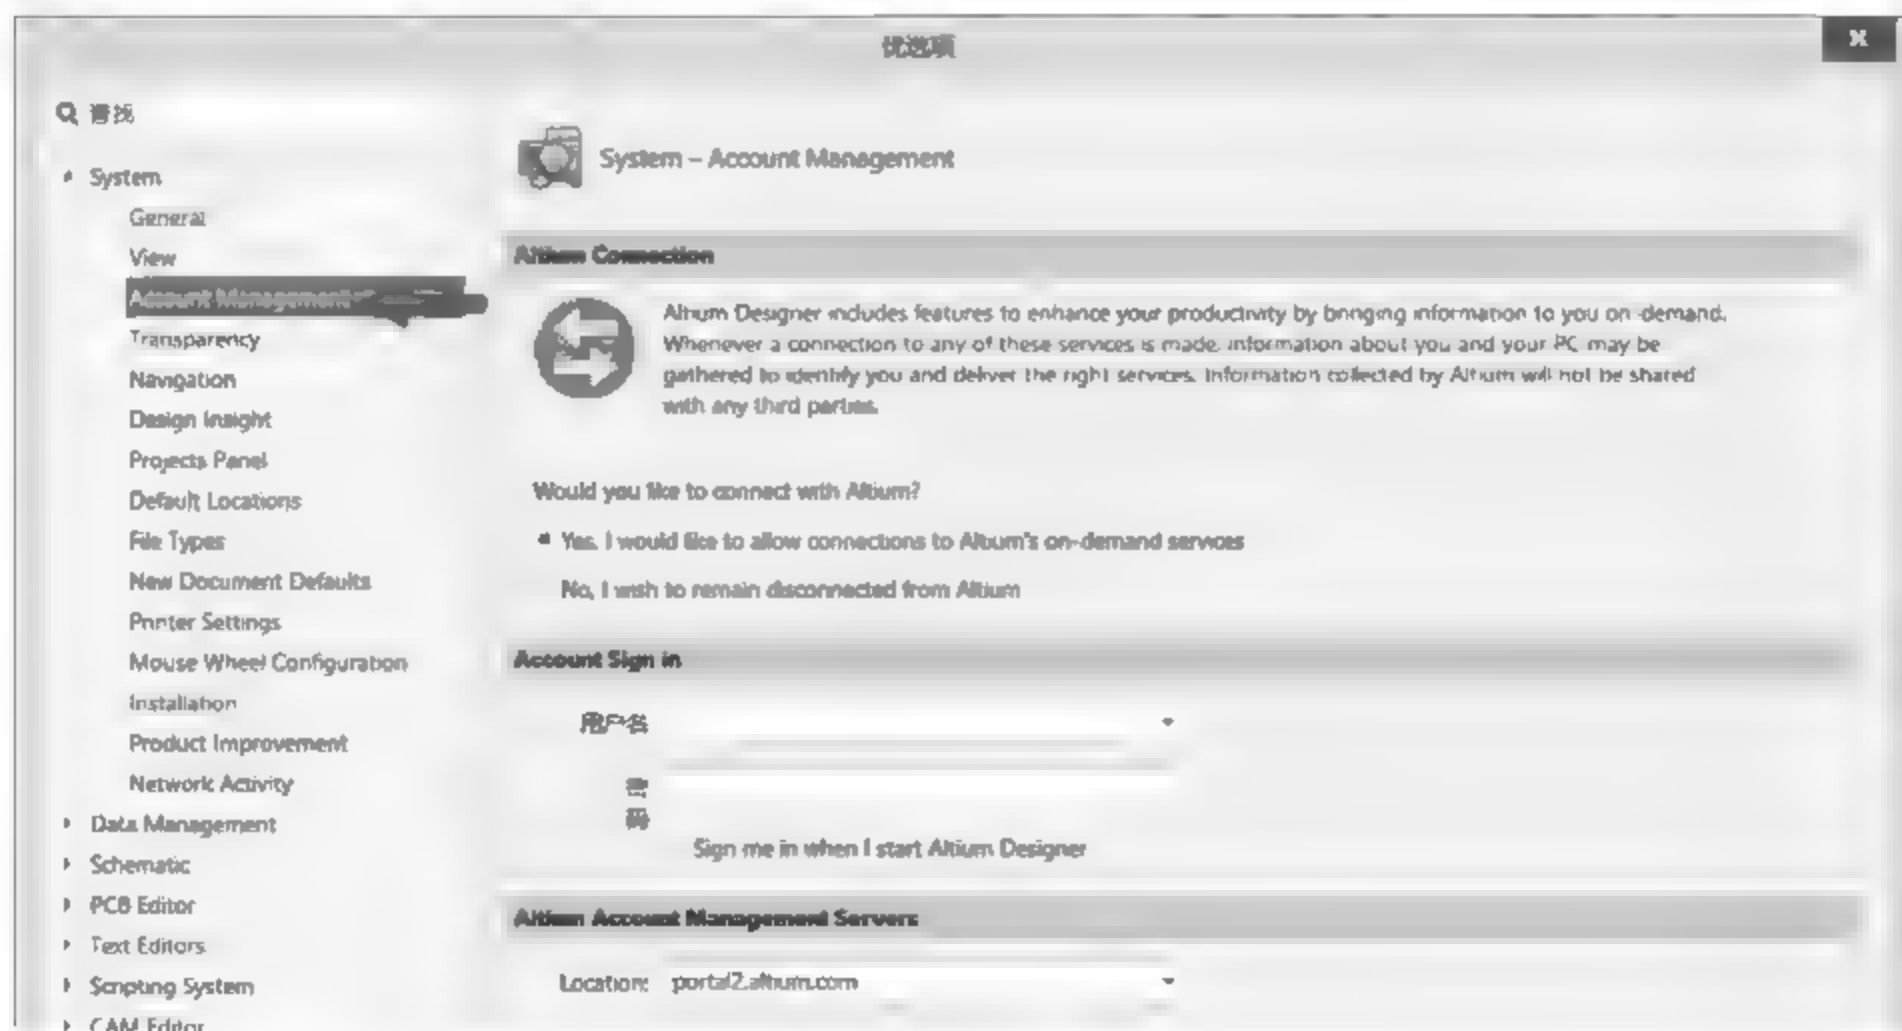 优选项
查找
System
General
View
Account Management
Transparency
Navigation
Design Insight
Projects Panel
Default Locations
File Types
New Document Defaults
Printer Settings
Mouse Wheel Configuration
Installation
Product Improvement
Network Activity
Data Management
Schematic
PCB Editor
Text Editors
Scripting System
CAM Editor
System – Account Management
Altium Connection
Altium Designer includes features to enhance your productivity by bringing information to you on-demand.
Whenever a connection to any of these services is made, information about you and your PC may be
gathered to identify you and deliver the right services. Information collected by Altium will not be shared
with any third parties.
Would you like to connect with Altium?
Yes, I would like to allow connections to Altium's on-demand services
No, I wish to remain disconnected from Altium
Account Sign in
用户名
密
码
Sign me in when I start Altium Designer
Altium Account Management Servers
Location: portal2.altium.com